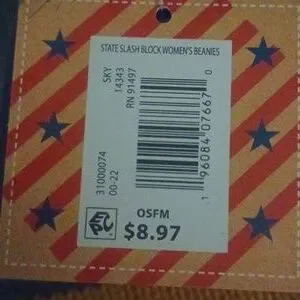 STATE SLASH BLOCK WOMEN'S BEANIES
SKY
14343
RN 91497
31000074
00-22
1 96084 07667 0
OSFM
$8.97